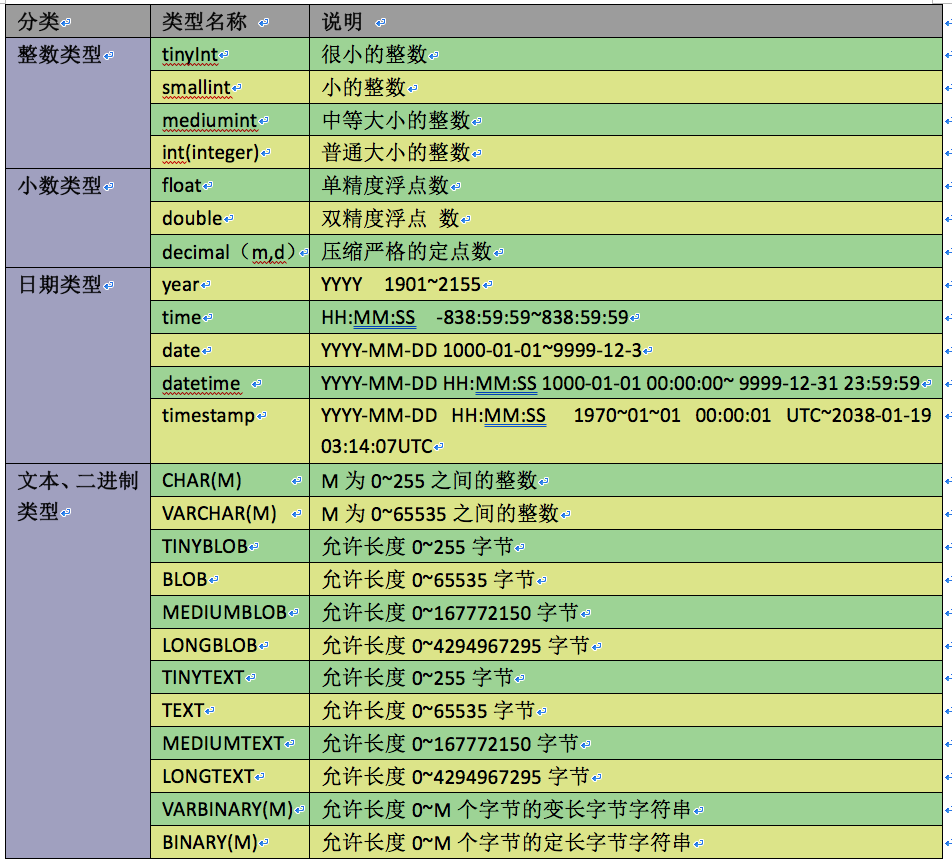 分类 类型名称 说明
整数类型 tinyInt 很小的整数
smallint 小的整数
mediumint 中等大小的整数
int(integer) 普通大小的整数
小数类型 float 单精度浮点数
double 双精度浮点 数
decimal（m,d） 压缩严格的定点数
日期类型 year YYYY 1901~2155
time HH:MM:SS -838:59:59~838:59:59
date YYYY-MM-DD 1000-01-01~9999-12-3
datetime YYYY-MM-DD HH:MM:SS 1000-01-01 00:00:00~ 9999-12-31 23:59:59
timestamp YYYY-MM-DD HH:MM:SS 1970~01~01 00:00:01 UTC~2038-01-19
03:14:07UTC
文本、二进制 CHAR(M) M 为 0~255 之间的整数
类型 VARCHAR(M) M 为 0~65535 之间的整数
TINYBLOB 允许长度 0~255 字节
BLOB 允许长度 0~65535 字节
MEDIUMBLOB 允许长度 0~167772150 字节
LONGBLOB 允许长度 0~4294967295 字节
TINYTEXT 允许长度 0~255 字节
TEXT 允许长度 0~65535 字节
MEDIUMTEXT 允许长度 0~167772150 字节
LONGTEXT 允许长度 0~4294967295 字节
VARBINARY(M) 允许长度 0~M 个字节的变长字节字符串
BINARY(M) 允许长度 0~M 个字节的定长字节字符串